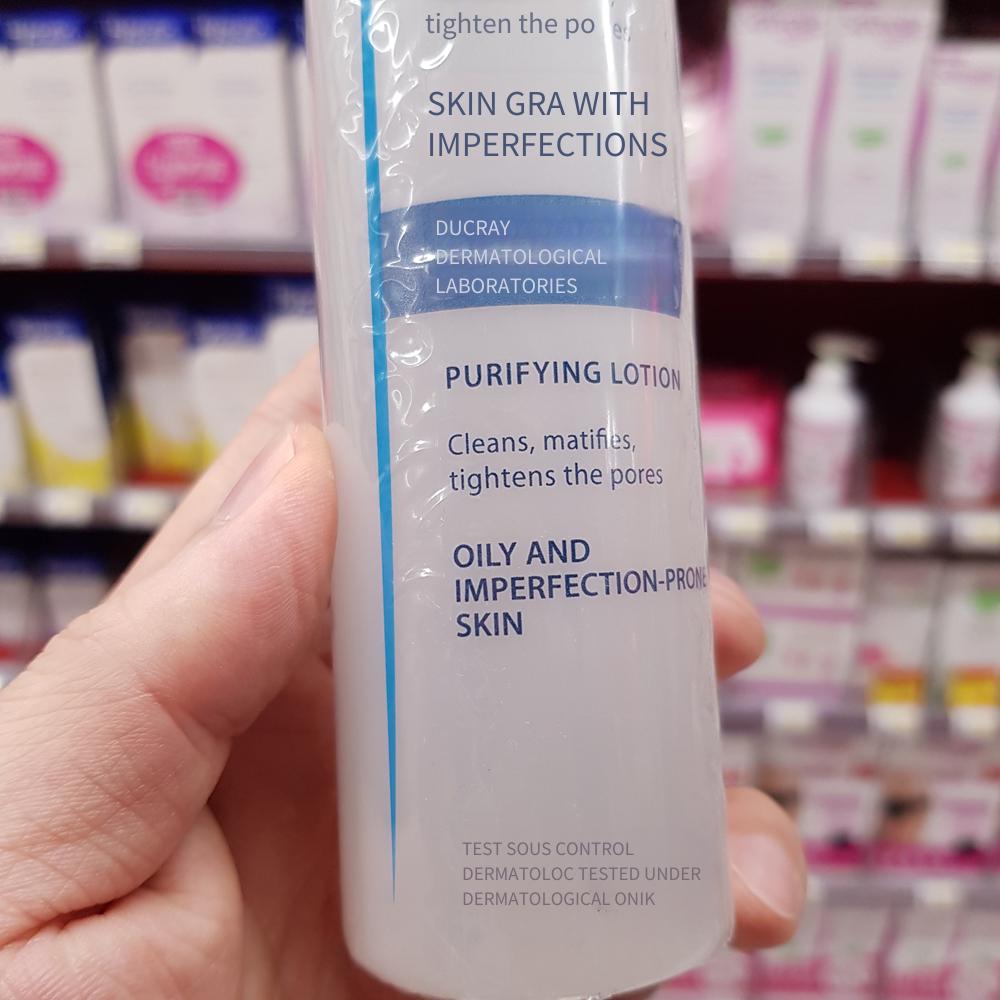 tighten the po es
SKIN GRA WITH
IMPERFECTIONS
DUCRAY
DERMATOLOGICAL
LABORATORIES
PURIFYING LOTION
Cleans, matifies,
tightens the pores
OILY AND
IMPERFECTION-PRONE
SKIN
TEST SOUS CONTROL
DERMATOLOC TESTED UNDER
DERMATOLOGICAL ONIK